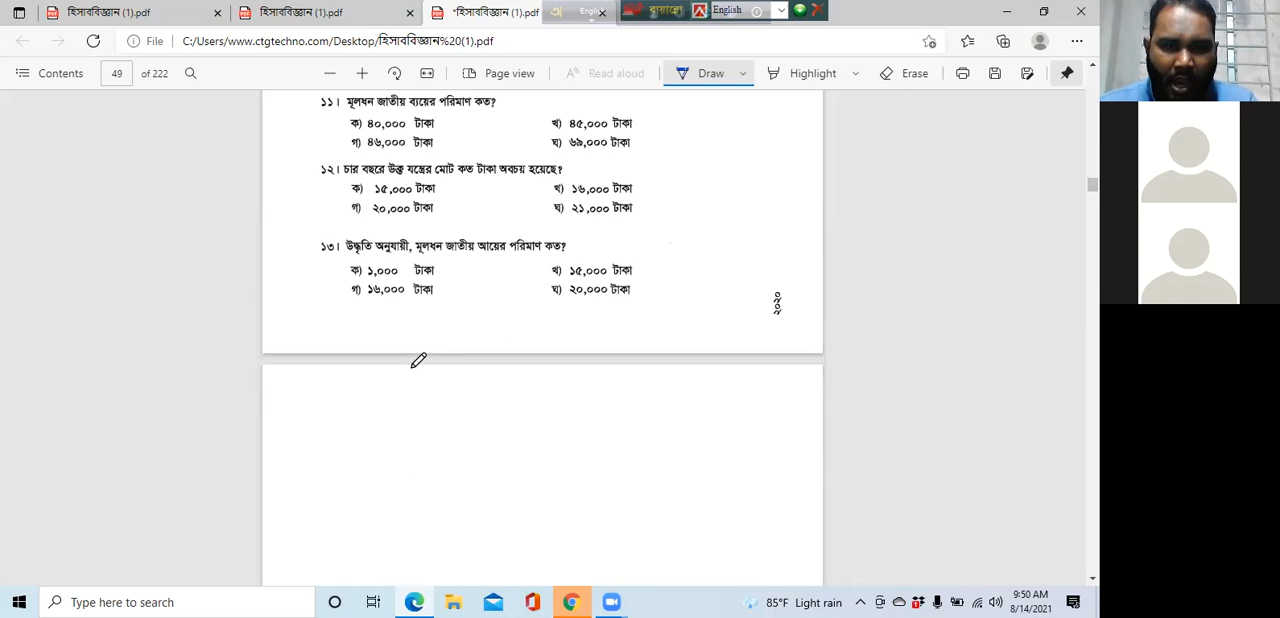 হিসাববিজ্ঞান (1).pdf
হিসাববিজ্ঞান (1).pdf
*হিসাববিজ্ঞান (1).pdf
English
File C:/Users/www.ctgtechno.com/Desktop/হিসাববিজ্ঞান%20(1).pdf
Contents 49 of 222 Page view Read aloud Draw Highlight Erase
১১। মূলধন জাতীয় ব্যয়ের পরিমাণ কত?
ক) ৪০,০০০ টাকা খ) ৪৫,০০০ টাকা
গ) ৪৬,০০০ টাকা ঘ) ৬৯,০০০ টাকা
১২। চার বছরে উক্ত যন্ত্রের মোট কত টাকা অবচয় হয়েছে?
ক) ১৫,০০০ টাকা খ) ১৬,০০০ টাকা
গ) ২০,০০০ টাকা ঘ) ২১,০০০ টাকা
১৩। উদ্ধৃতি অনুযায়ী, মূলধন জাতীয় আয়ের পরিমাণ কত?
ক) ১,০০০ টাকা খ) ১৫,০০০ টাকা
গ) ১৬,০০০ টাকা ঘ) ২০,০০০ টাকা
২০২০
Type here to search
85°F Light rain
9:50 AM
8/14/2021